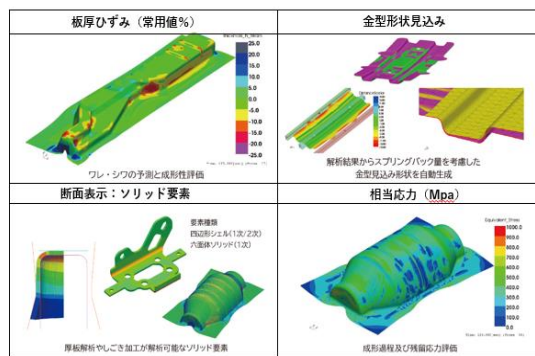 板厚ひずみ（常用値%）
25.0
20.0
15.0
10.0
5.0
0.0
-5.0
-10.0
-15.0
-20.0
-25.0
ワレ・シワの予測と成形性評価
金型形状見込み
解析結果からスプリングバック量を考慮した
金型見込み形状を自動生成
断面表示：ソリッド要素
要素種類
四辺形シェル(1次/2次)
六面体ソリッド(1次)
厚板解析やしごき加工が解析可能なソリッド要素
相当応力（Mpa）
Equivalent_Stress
1000.0
900.0
800.0
700.0
600.0
500.0
400.0
300.0
200.0
100.0
0.0
成形過程及び残留応力評価